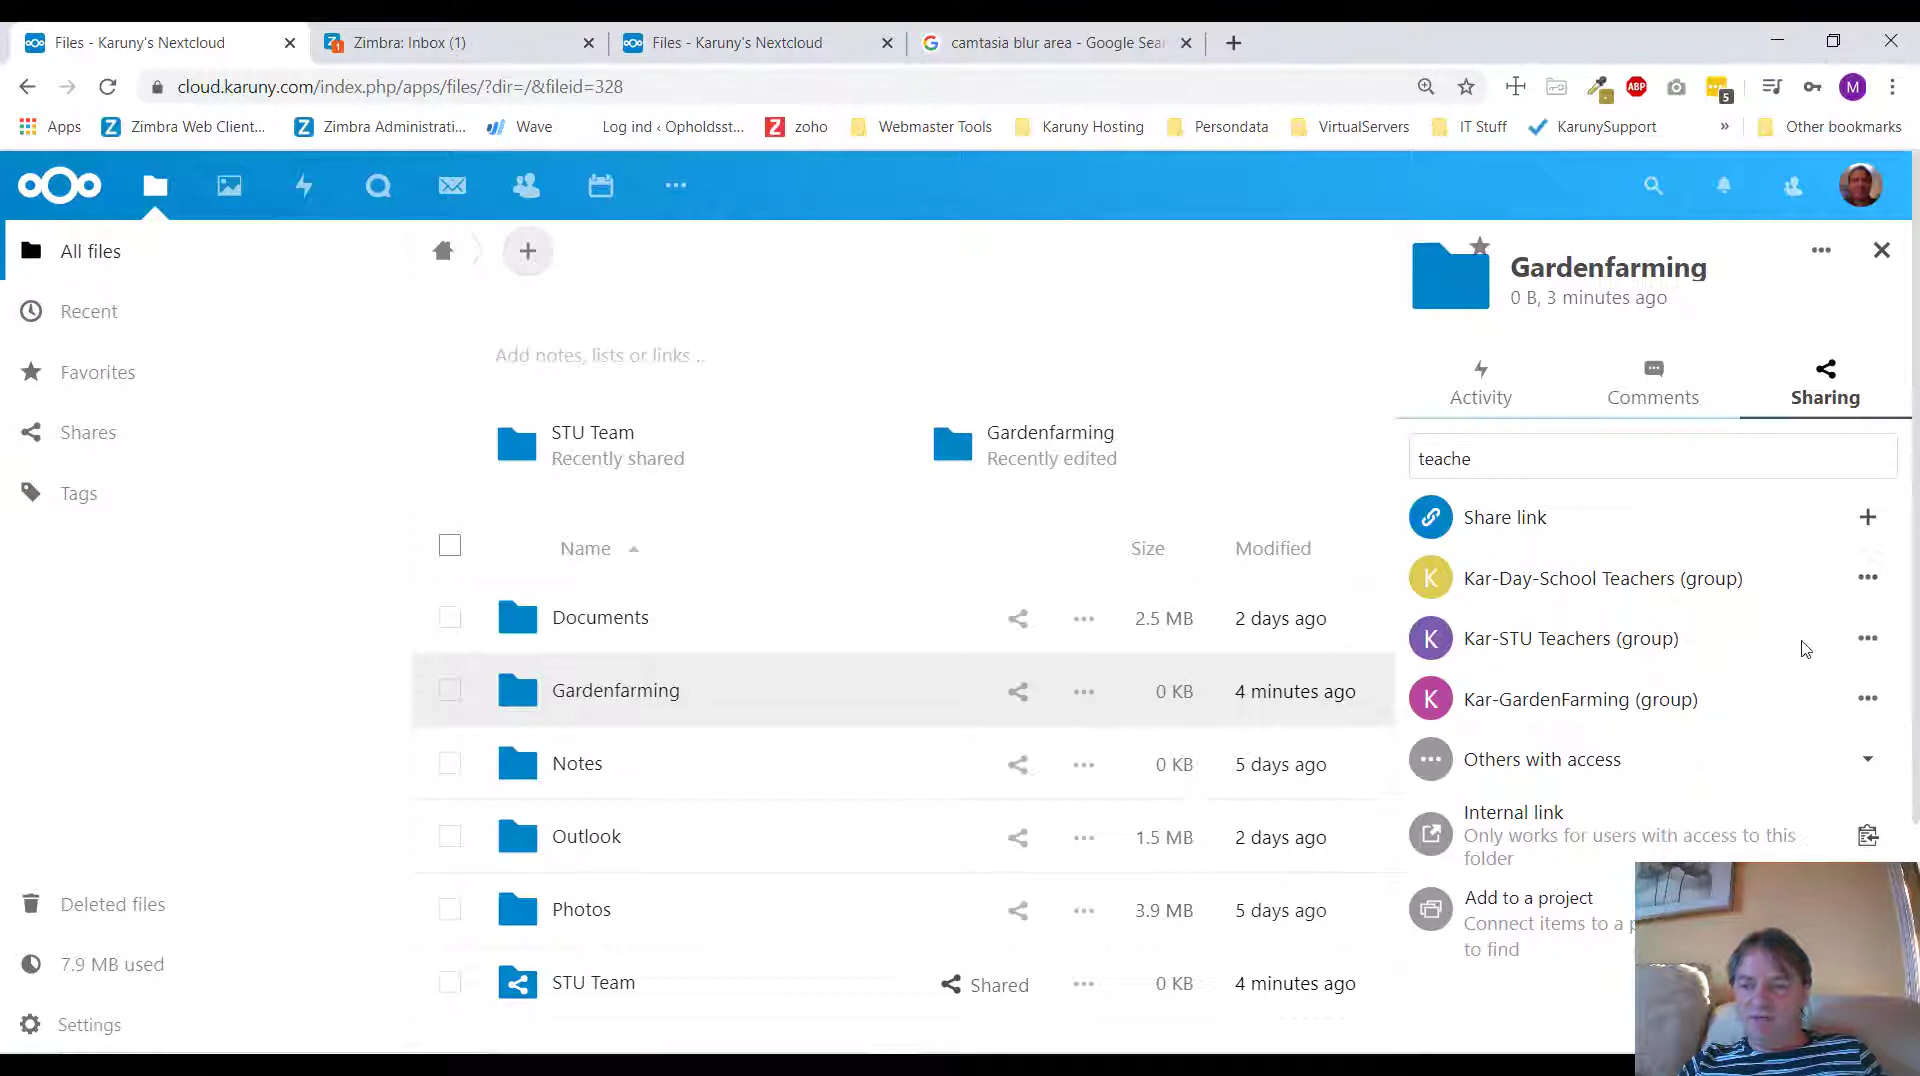 Files - Karuny's Nextcloud
Zimbra: Inbox (1)
Files - Karuny's Nextcloud
camtasia blur area - Google Sear
cloud.karuny.com/index.php/apps/files/?dir=/&fileid=328
ABP
5
M
Apps
Zimbra Web Client...
Zimbra Administrati...
Wave
Log ind ‹ Opholdsst...
zoho
Webmaster Tools
Karuny Hosting
Persondata
VirtualServers
IT Stuff
KarunySupport
»
Other bookmarks
All files
Recent
Favorites
Shares
Tags
Deleted files
7.9 MB used
Settings
Add notes, lists or links ..
STU Team
Recently shared
Gardenfarming
Recently edited
Name
Size
Modified
Documents
2.5 MB
2 days ago
Gardenfarming
0 KB
4 minutes ago
Notes
0 KB
5 days ago
Outlook
1.5 MB
2 days ago
Photos
3.9 MB
5 days ago
STU Team
Shared
0 KB
4 minutes ago
Gardenfarming
0 B, 3 minutes ago
Activity
Comments
Sharing
teache
Share link
K
Kar-Day-School Teachers (group)
K
Kar-STU Teachers (group)
K
Kar-GardenFarming (group)
Others with access
Internal link
Only works for users with access to this
folder
Add to a project
Connect items to a p
to find